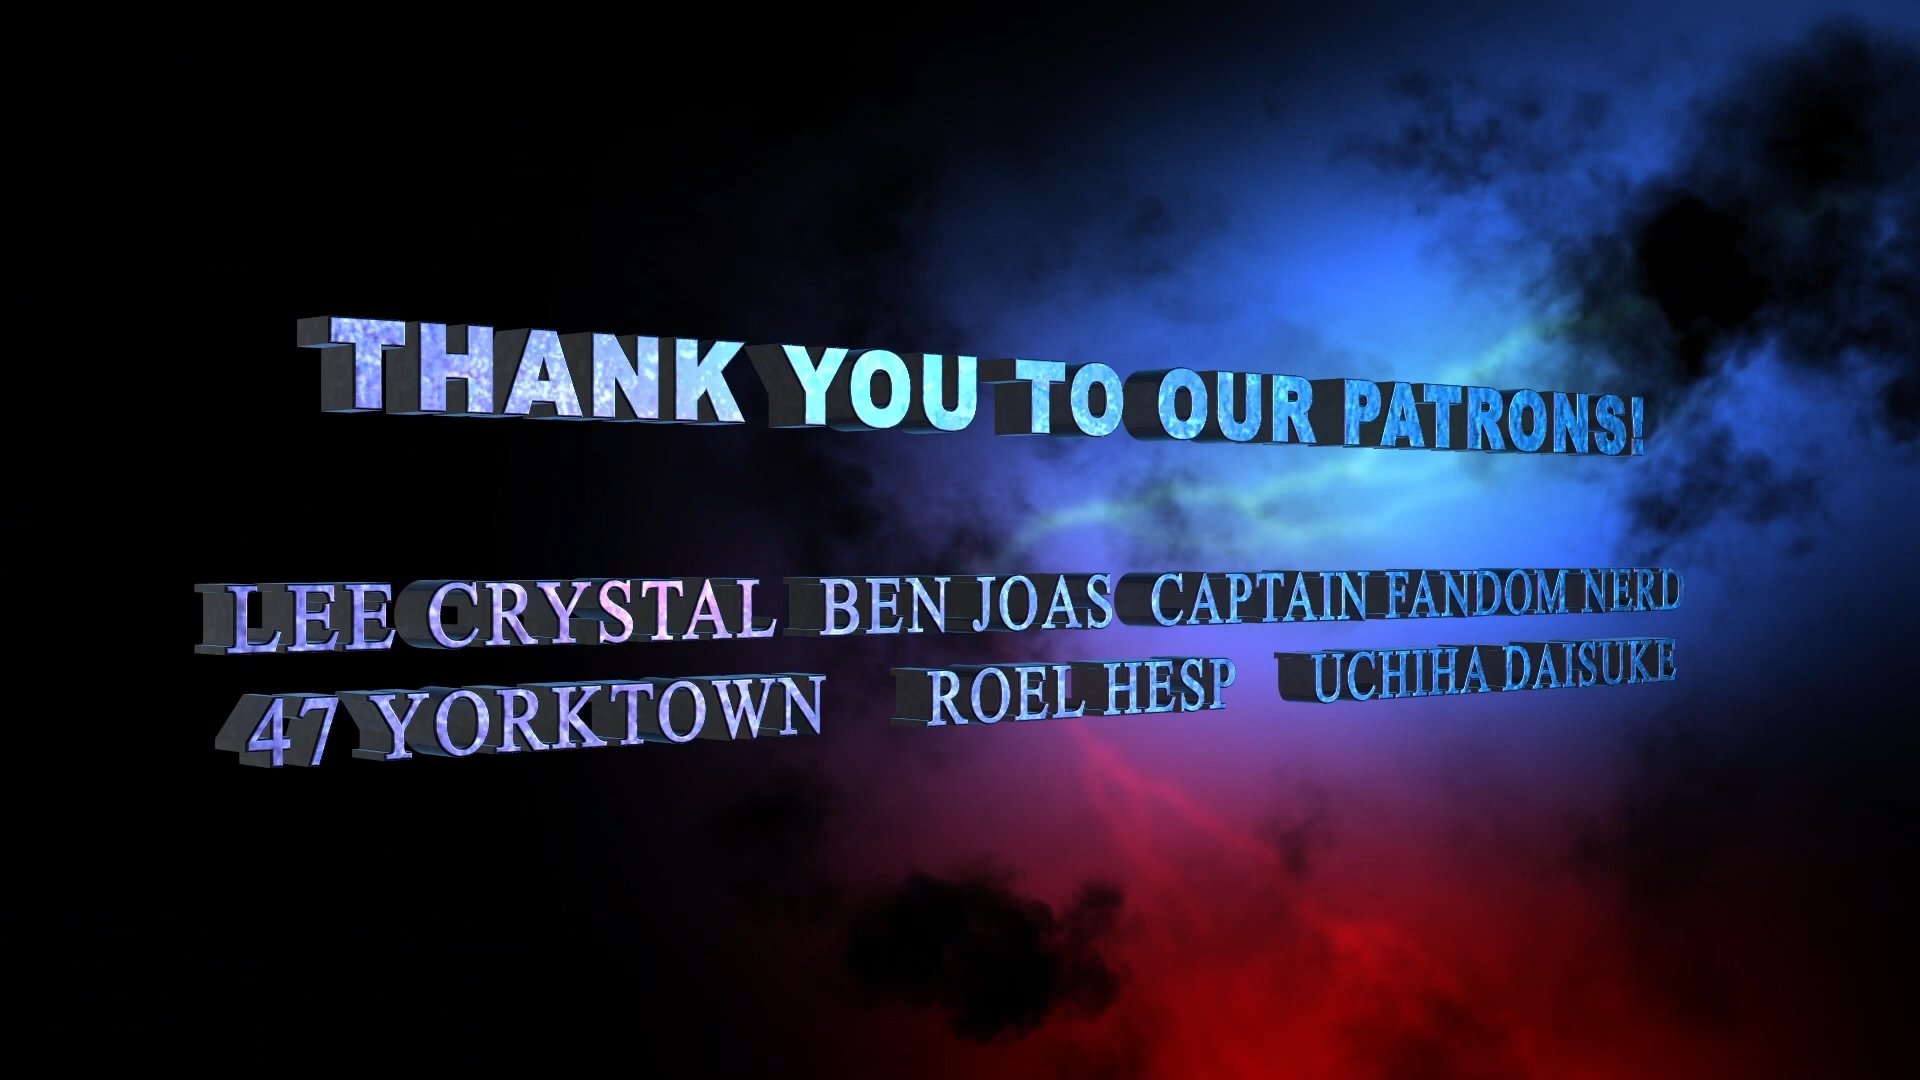 THANK YOU TO OUR PATRONS!
LEE CRYSTAL BEN JOAS CAPTAIN FANDOM NERD
47 YORKTOWN ROEL HESP UCHIHA DAISUKE